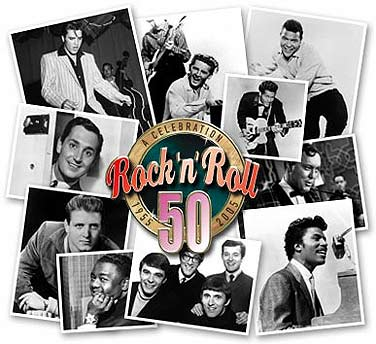 A CELEBRATION
Rock 'n' Roll
1955 50 2005